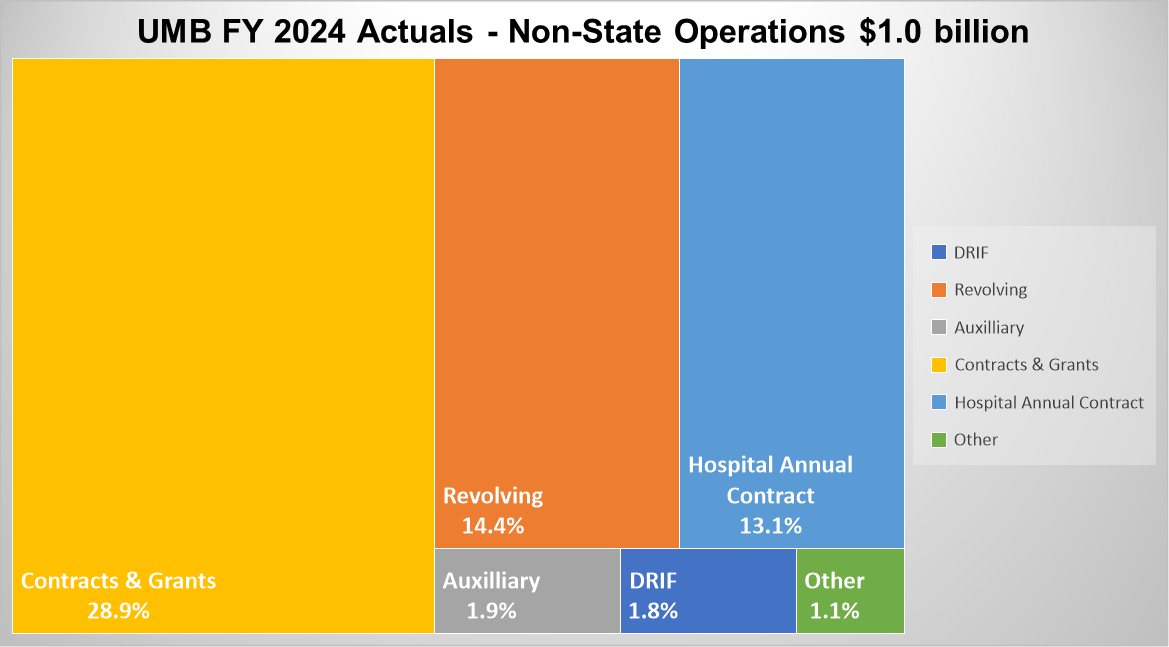 UMB FY 2024 Actuals - Non-State Operations $1.0 billion
Contracts & Grants
28.9%
Revolving
14.4%
Hospital Annual
Contract
13.1%
Auxilliary
1.9%
DRIF
1.8%
Other
1.1%
DRIF
Revolving
Auxilliary
Contracts & Grants
Hospital Annual Contract
Other